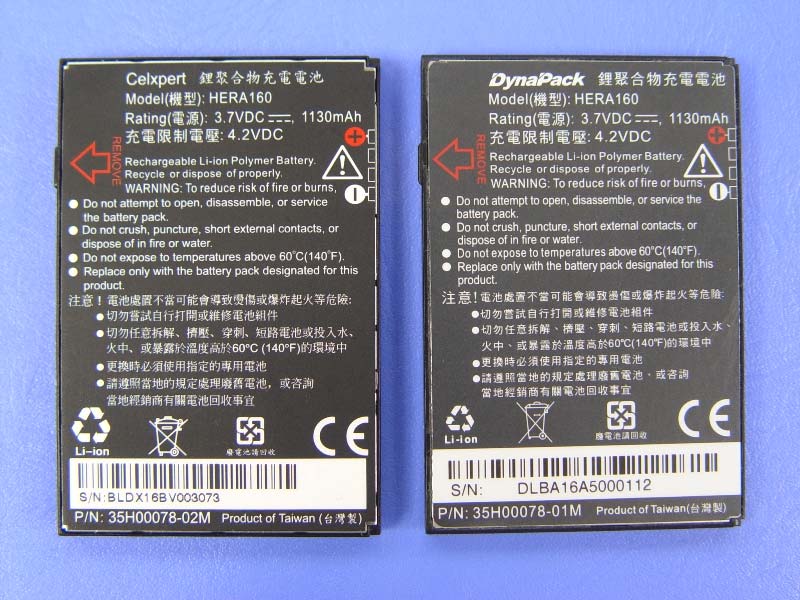 Celxpert 鋰聚合物充電電池
Model(機型): HERA160
Rating(電源): 3.7VDC 1130mAh
充電限制電壓: 4.2VDC
REMOVE
Rechargeable Li-ion Polymer Battery.
Recycle or dispose of properly.
WARNING: To reduce risk of fire or burns,
● Do not attempt to open, disassemble, or service
the battery pack.
● Do not crush, puncture, short external contacts, or
dispose of in fire or water.
● Do not expose to temperatures above 60°C(140°F).
● Replace only with the battery pack designated for this
product.
注意! 電池處置不當可能會導致燙傷或爆炸起火等危險:
●切勿嘗試自行打開或維修電池組件
●切勿任意拆解、擠壓、穿刺、短路電池或投入水、
火中、或暴露於溫度高於60°C (140°F)的環境中
●更換時必須使用指定的專用電池
●請遵照當地的規定處理廢舊電池，或咨詢
當地經銷商有關電池回收事宜
Li-ion
廢電池請回收
CE
S/N:BLDX16BV003073
P/N: 35H00078-02M Product of Taiwan (台灣製)
DynaPack 鋰聚合物充電電池
Model(機型): HERA160
Rating(電源): 3.7VDC 1130mAh
充電限制電壓: 4.2VDC
REMOVE
Rechargeable Li-ion Polymer Battery.
Recycle or dispose of properly.
WARNING: To reduce risk of fire or burns,
● Do not attempt to open, disassemble, or service
the battery pack.
● Do not crush, puncture, short external contacts, or
dispose of in fire or water.
● Do not expose to temperatures above 60°C(140°F).
● Replace only with the battery pack designated for this
product.
注意! 電池處置不當可能會導致燙傷或爆炸起火等危險:
●切勿嘗試自行打開或維修電池組件
●切勿任意拆解、擠壓、穿刺、短路電池或投入水、
火中、或暴露於溫度高於60°C (140°F)的環境中
●更換時必須使用指定的專用電池
●請遵照當地的規定處理廢舊電池，或咨詢
當地經銷商有關電池回收事宜
Li-ion
廢電池請回收
CE
S/N: DLBA16A5000112
P/N: 35H00078-01M Product of Taiwan(台灣製)